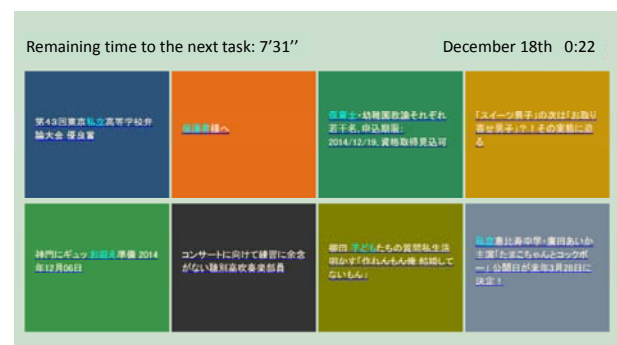 Remaining time to the next task: 7’31’’
December 18th 0:22
第43回東京私立高等学校弁
論大会 優良賞
保護者様へ
保育士・幼稚園教諭それぞれ
若干名、申込期限:
2014/12/19、資格取得見込可
「スイーツ男子」の次は「お取り
寄せ男子」？！その実態に迫
る
神門にギュッ お迎え準備 2014
年12月06日
コンサートに向けて練習に余念
がない訓子高吹奏楽部員
柳田 子どもたちの質問私生活
明かす「作れんもん俺 結婚して
ないもん」
私立恵比寿中学・廣田あいか
主演「たまこちゃんとコックボ
ー」公開日が来年3月28日に
決定！